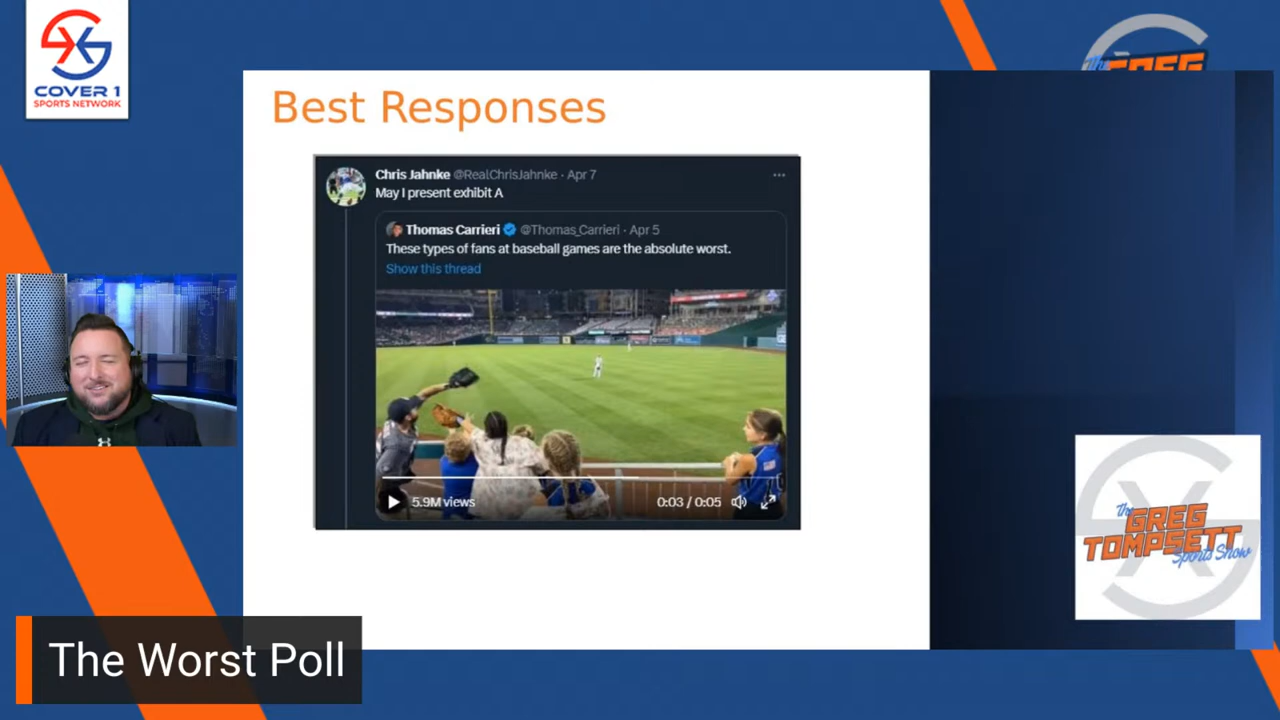 COVER 1
SPORTS NETWORK
The
GREG
Best Responses
Chris Jahnke @RealChrisJahnke · Apr 7
May I present exhibit A
Thomas Carrieri @Thomas_Carrieri · Apr 5
These types of fans at baseball games are the absolute worst.
Show this thread
5.9M views
0:03 / 0:05
The
GREG
TOMPSETT
Sports Show
The Worst Poll